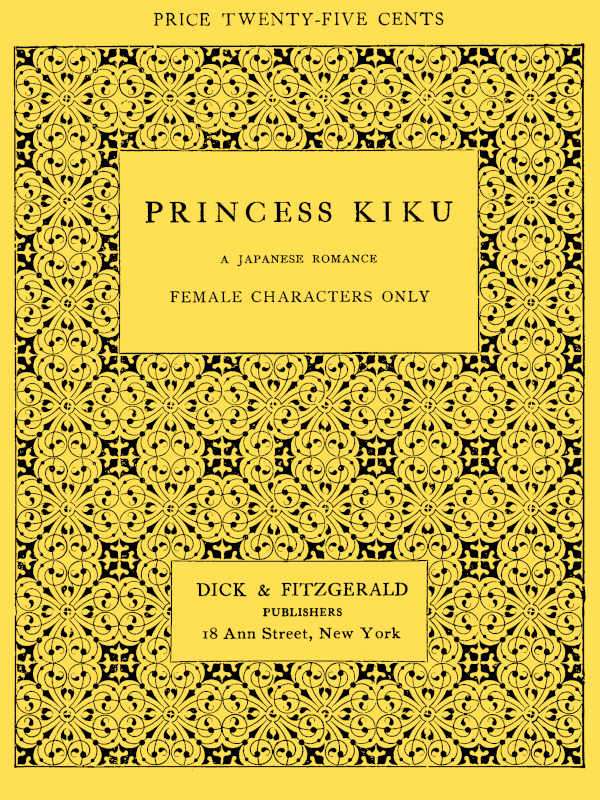 PRICE TWENTY-FIVE CENTS
PRINCESS KIKU
A JAPANESE ROMANCE
FEMALE CHARACTERS ONLY
DICK & FITZGERALD
PUBLISHERS
18 Ann Street, New York